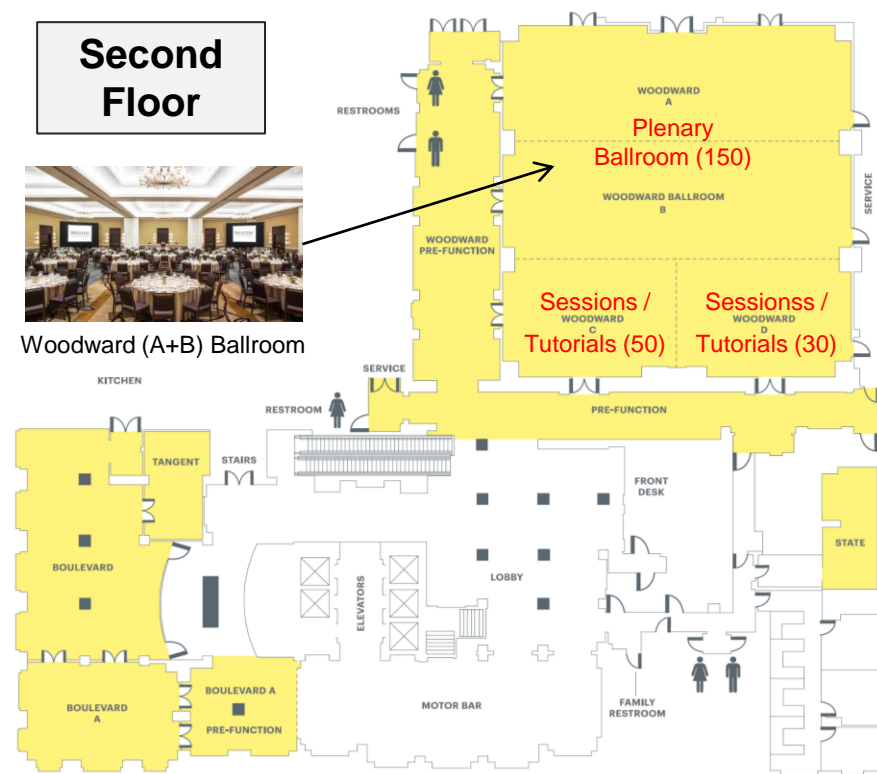 Second
Floor
RESTROOMS
WOODWARD
A
Plenary
Ballroom (150)
WOODWARD BALLROOM
B
SERVICE
WOODWARD
PRE-FUNCTION
Sessions /
WOODWARD
C
Tutorials (50)
Sessionss /
WOODWARD
D
Tutorials (30)
Woodward (A+B) Ballroom
KITCHEN
SERVICE
RESTROOM
PRE-FUNCTION
TANGENT
STAIRS
FRONT
DESK
STATE
BOULEVARD
ELEVATORS
LOBBY
BOULEVARD
A
BOULEVARD A
PRE-FUNCTION
MOTOR BAR
FAMILY
RESTROOM